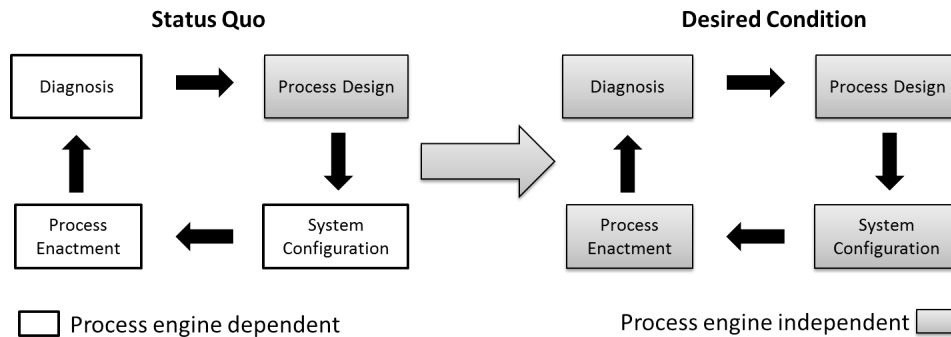 Status Quo
Desired Condition
Diagnosis
Process Design
Diagnosis
Process Design
Process
Enactment
System
Configuration
Process
Enactment
System
Configuration
Process engine dependent
Process engine independent